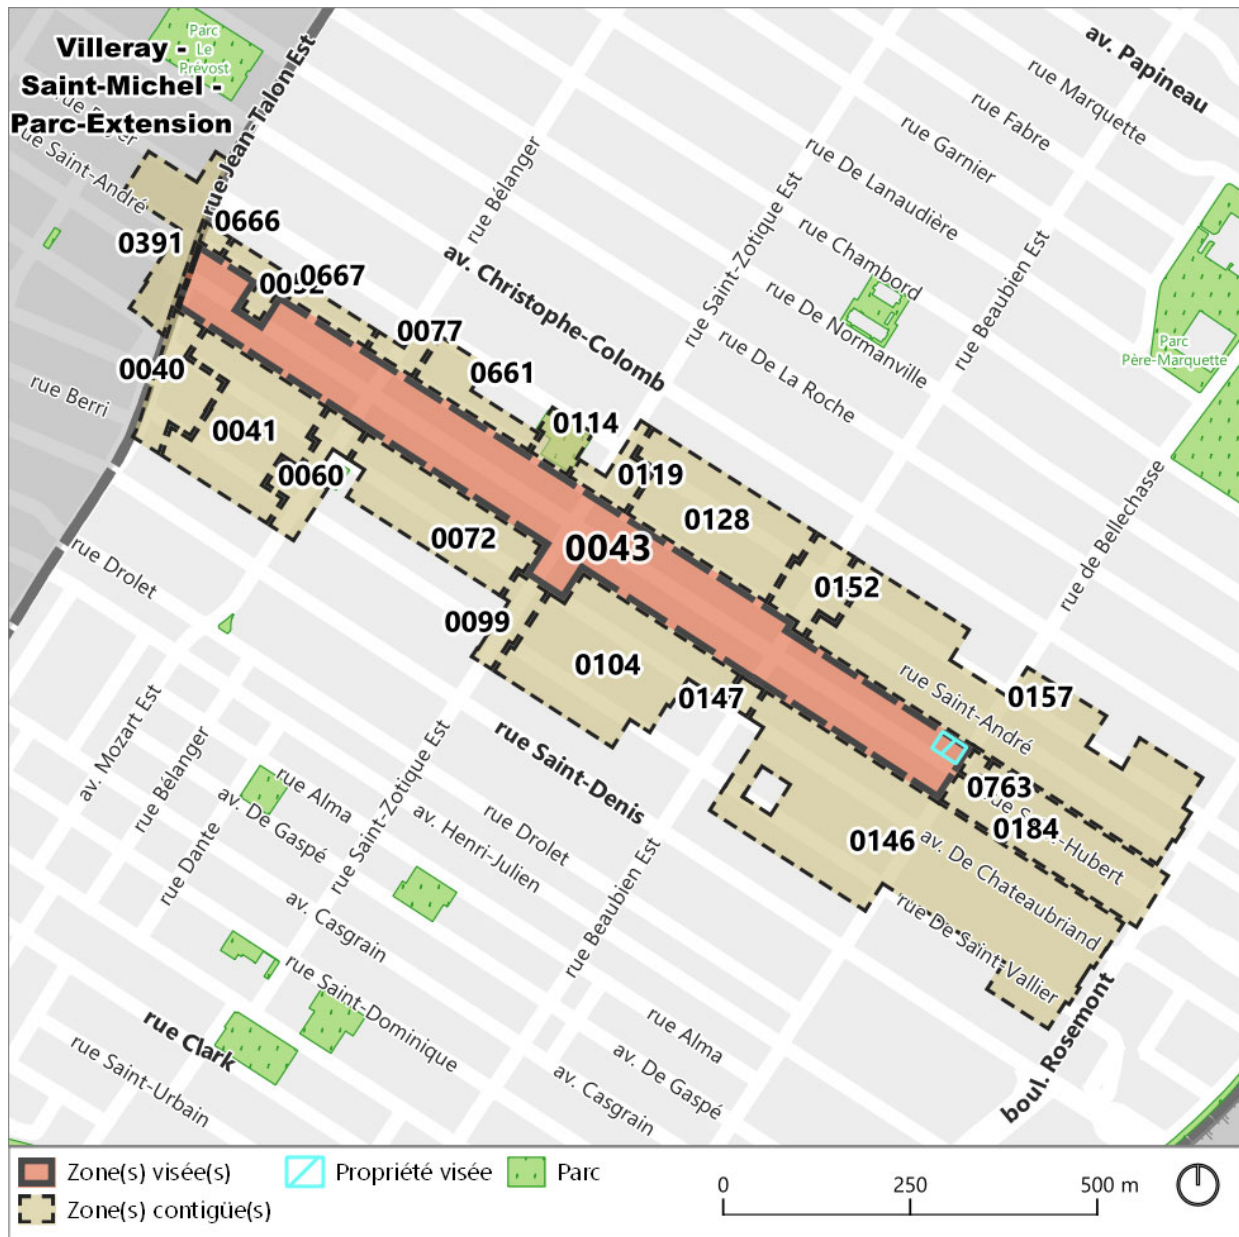 Parc
Le
Prévost
Villeray -
Saint-Michel -
Parc-Extension
rue Saint-André
rue Jean-Talon Est
rue Bélanger
av. Papineau
rue Marquette
rue Fabre
rue Garnier
rue De Lanaudière
rue Chambord
rue De Normanville
rue De La Roche
av. Christophe-Colomb
rue Saint-Zotique Est
rue Beaubien Est
rue de Bellechasse
Parc
Père-Marquette
0666
0391
0667
0077
0661
0040
0041
0060
0114
0119
0128
0072
0043
0152
0099
0104
0147
0157
0763
0184
0146
rue Berri
rue Drolet
rue Saint-André
rue Saint-Hubert
av. De Chateaubriand
rue De Saint-Vallier
boul. Rosemont
rue Saint-Denis
av. Mozart Est
rue Bélanger
rue Dante
rue Alma
av. De Gaspé
rue Saint-Zotique Est
rue Drolet
av. Henri-Julien
av. Casgrain
rue Beaubien Est
rue Saint-Dominique
rue Clark
rue Saint-Urbain
rue Alma
av. De Gaspé
av. Casgrain
Zone(s) visée(s)
Propriété visée
Parc
Zone(s) contigüe(s)
0 250 500 m